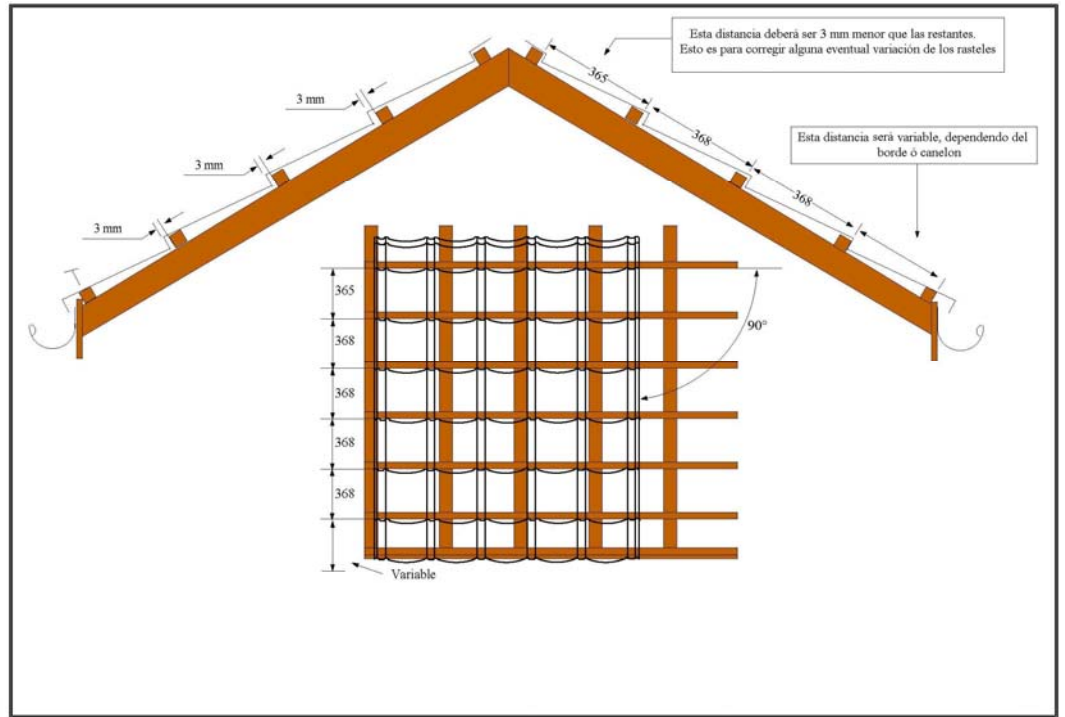 Esta distancia deberá ser 3 mm menor que las restantes.
Esto es para corregir alguna eventual variación de los rasteles
365
3 mm
368
Esta distancia será variable, dependendo del
borde ó canelon
3 mm
368
3 mm
365
90°
368
368
368
368
Variable